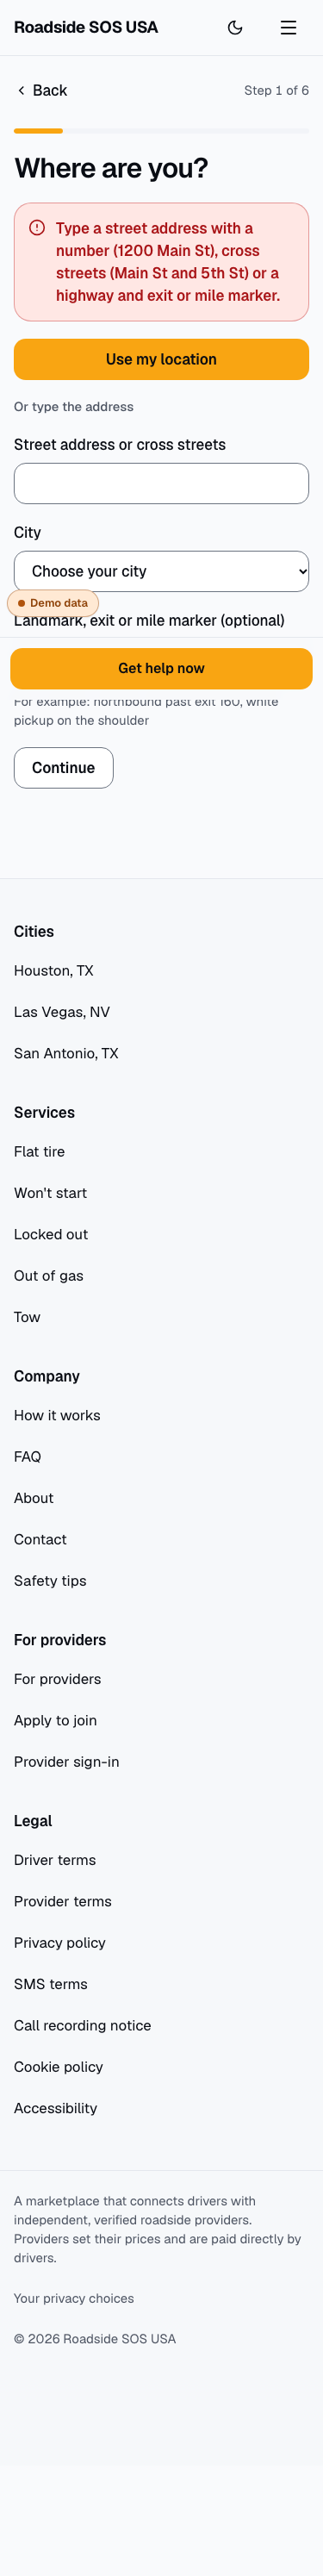 Roadside SOS USA
Back
Step 1 of 6
Where are you?
Type a street address with a
number (1200 Main St), cross
streets (Main St and 5th St) or a
highway and exit or mile marker.
Use my location
Or type the address
Street address or cross streets
City
Choose your city
Demo data
Landmark, exit or mile marker (optional)
Get help now
For example: northbound past exit 160, white
pickup on the shoulder
Continue
Cities
Houston, TX
Las Vegas, NV
San Antonio, TX
Services
Flat tire
Won't start
Locked out
Out of gas
Tow
Company
How it works
FAQ
About
Contact
Safety tips
For providers
For providers
Apply to join
Provider sign-in
Legal
Driver terms
Provider terms
Privacy policy
SMS terms
Call recording notice
Cookie policy
Accessibility
A marketplace that connects drivers with
independent, verified roadside providers.
Providers set their prices and are paid directly by
drivers.
Your privacy choices
© 2026 Roadside SOS USA